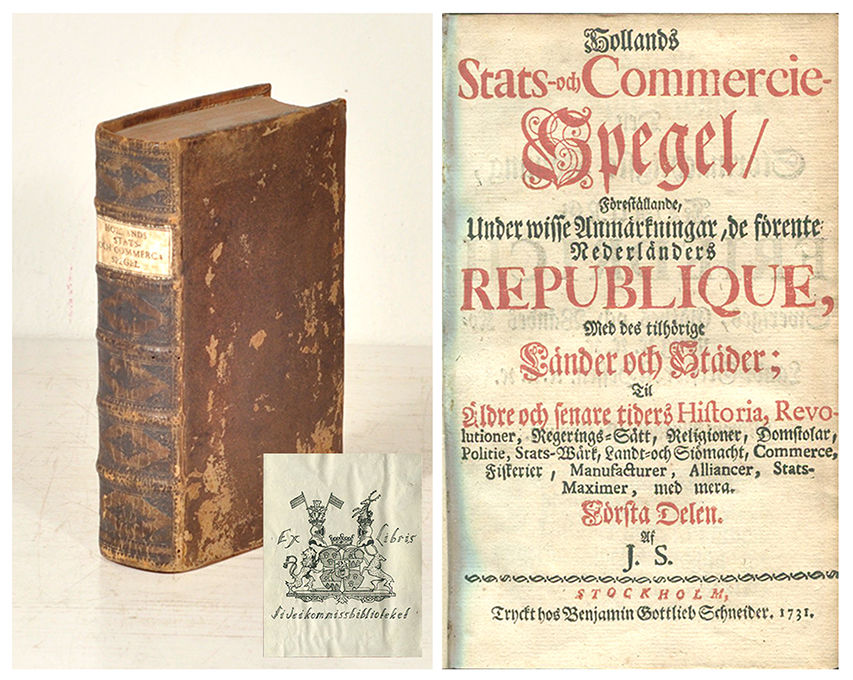 HOLLANDS
STATS-
OCH COMMERCIA
SPEGEL
Ex Libris
Fideikommissbiblioteket
Hollands
Stats-och Commercie-
Spegel/
Föreställande,
Under wisse Anmärkningar, de förente
Nederländers
REPUBLIQUE,
Med des tilhörige
Länder och Städer;
Til
Äldre och senare tiders Historia, Revo-
lutioner, Regerings-Sätt, Religioner, Domstolar,
Politie, Stats-Wärk, Landt-och Siömacht, Commerce,
Fiskerier, Manufacturer, Alliancer, Stats-
Maximer, med mera.
Första Delen.
Af
J. S.
STOCKHOLM,
Tryckt hos Benjamin Gottlieb Schneider. 1731.